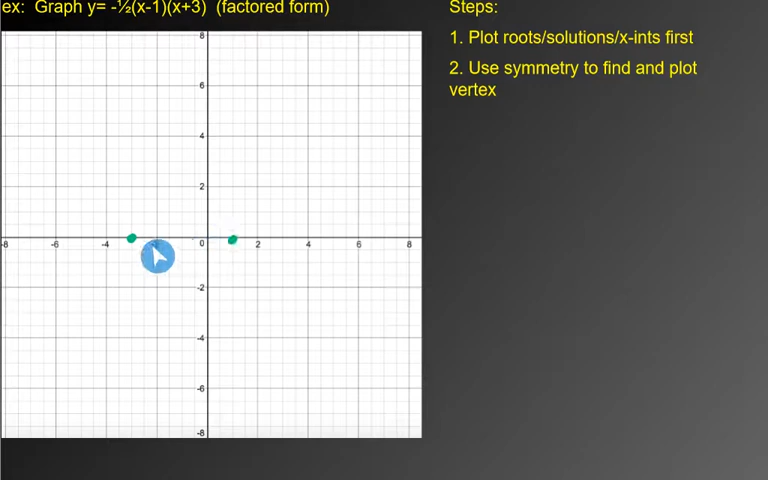 ex: Graph y= -½(x-1)(x+3) (factored form)
Steps:
1. Plot roots/solutions/x-ints first
2. Use symmetry to find and plot
vertex
8
6
4
2
-8 -6 -4 -2 0 2 4 6 8
-2
-4
-6
-8